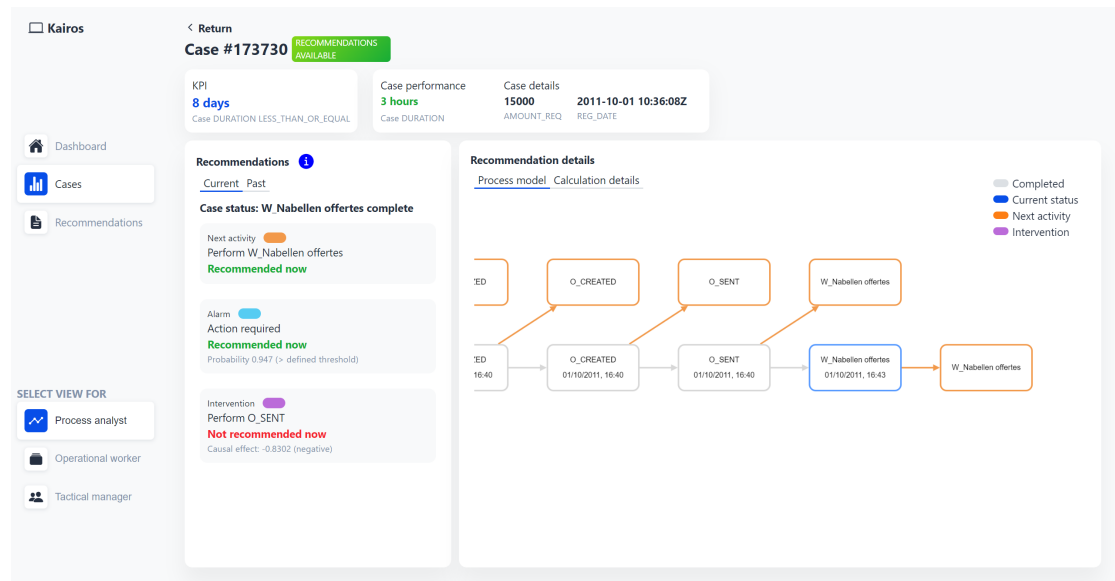 Kairos
Return
Case #173730
RECOMMENDATIONS
AVAILABLE
KPI
8 days
Case DURATION LESS_THAN_OR_EQUAL
Case performance
3 hours
Case DURATION
Case details
15000
AMOUNT_REQ
2011-10-01 10:36:08Z
REG_DATE
Dashboard
Cases
Recommendations
SELECT VIEW FOR
Process analyst
Operational worker
Tactical manager
Recommendations i
Current Past
Case status: W_Nabellen offertes complete
Next activity
Perform W_Nabellen offertes
Recommended now
Alarm
Action required
Recommended now
Probability 0.947 (> defined threshold)
Intervention
Perform O_SENT
Not recommended now
Causal effect: -0.8302 (negative)
Recommendation details
Process model Calculation details
Completed
Current status
Next activity
Intervention
ZED
O_CREATED
O_SENT
W_Nabellen offertes
ZED
16:40
O_CREATED
01/10/2011, 16:40
O_SENT
01/10/2011, 16:40
W_Nabellen offertes
01/10/2011, 16:43
W_Nabellen offertes